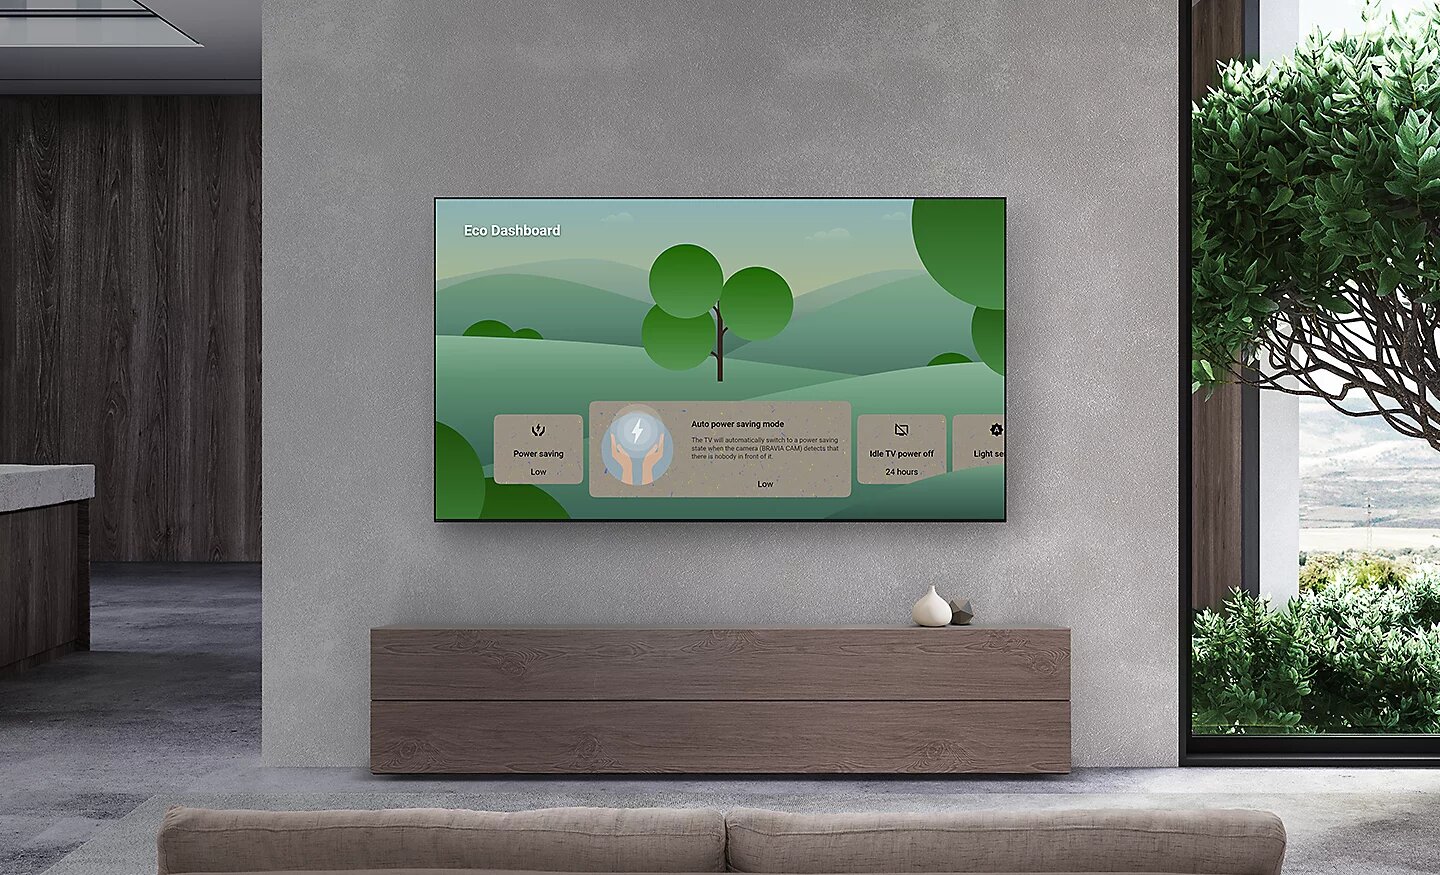 Eco Dashboard
Power saving
Low
Auto power saving mode
The TV will automatically switch to a power saving
state when the camera (BRAVIA CAM) detects that
there is nobody in front of it.
Low
Idle TV power off
24 hours
Light se